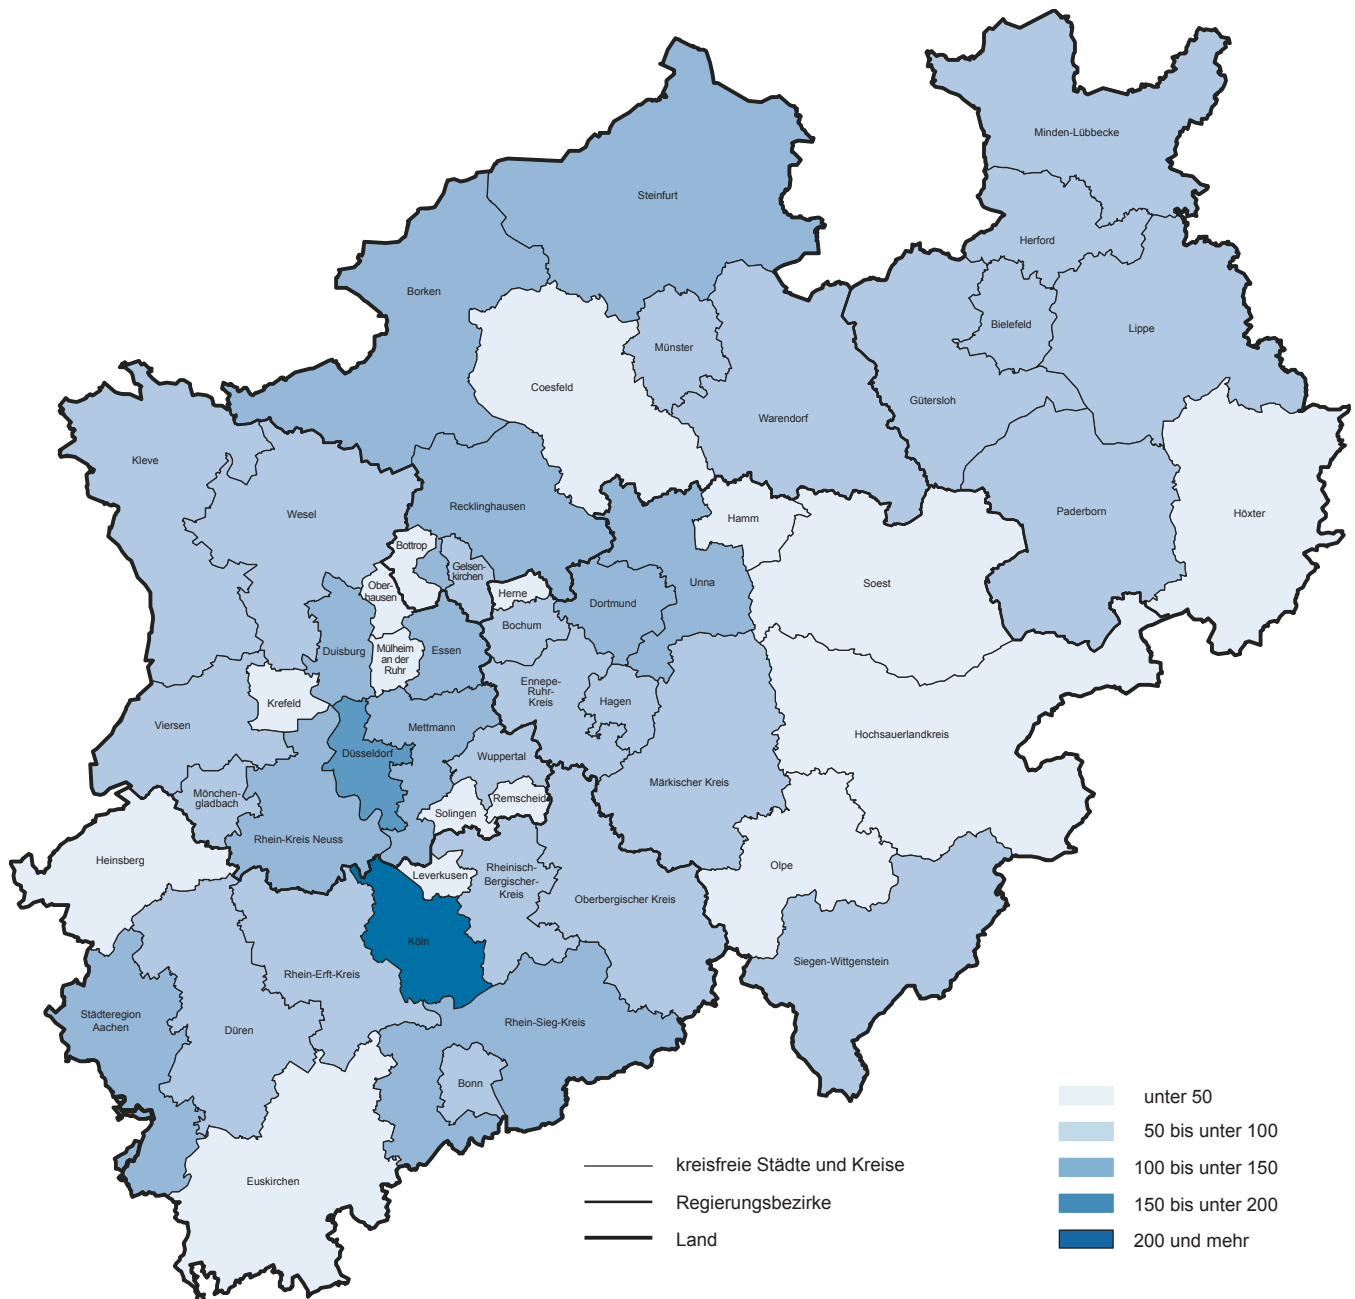 Minden-Lübbecke
Steinfurt
Herford
Borken
Bielefeld
Lippe
Münster
Coesfeld
Gütersloh
Warendorf
Kleve
Recklinghausen
Wesel
Hamm
Paderborn
Höxter
Bottrop
Gelsen-
kirchen
Unna
Soest
Ober-
hausen
Herne
Dortmund
Bochum
Duisburg
Mülheim
an der
Ruhr
Essen
Ennepe-
Ruhr-
Kreis
Hagen
Krefeld
Viersen
Mettmann
Hochsauerlandkreis
Düsseldorf
Wuppertal
Märkischer Kreis
Mönchen-
gladbach
Remscheid
Solingen
Rhein-Kreis Neuss
Heinsberg
Leverkusen
Rheinisch-
Bergischer-
Kreis
Olpe
Oberbergischer Kreis
Köln
Siegen-Wittgenstein
Rhein-Erft-Kreis
Städteregion
Aachen
Düren
Rhein-Sieg-Kreis
Bonn
Euskirchen
kreisfreie Städte und Kreise
Regierungsbezirke
Land
unter 50
50 bis unter 100
100 bis unter 150
150 bis unter 200
200 und mehr